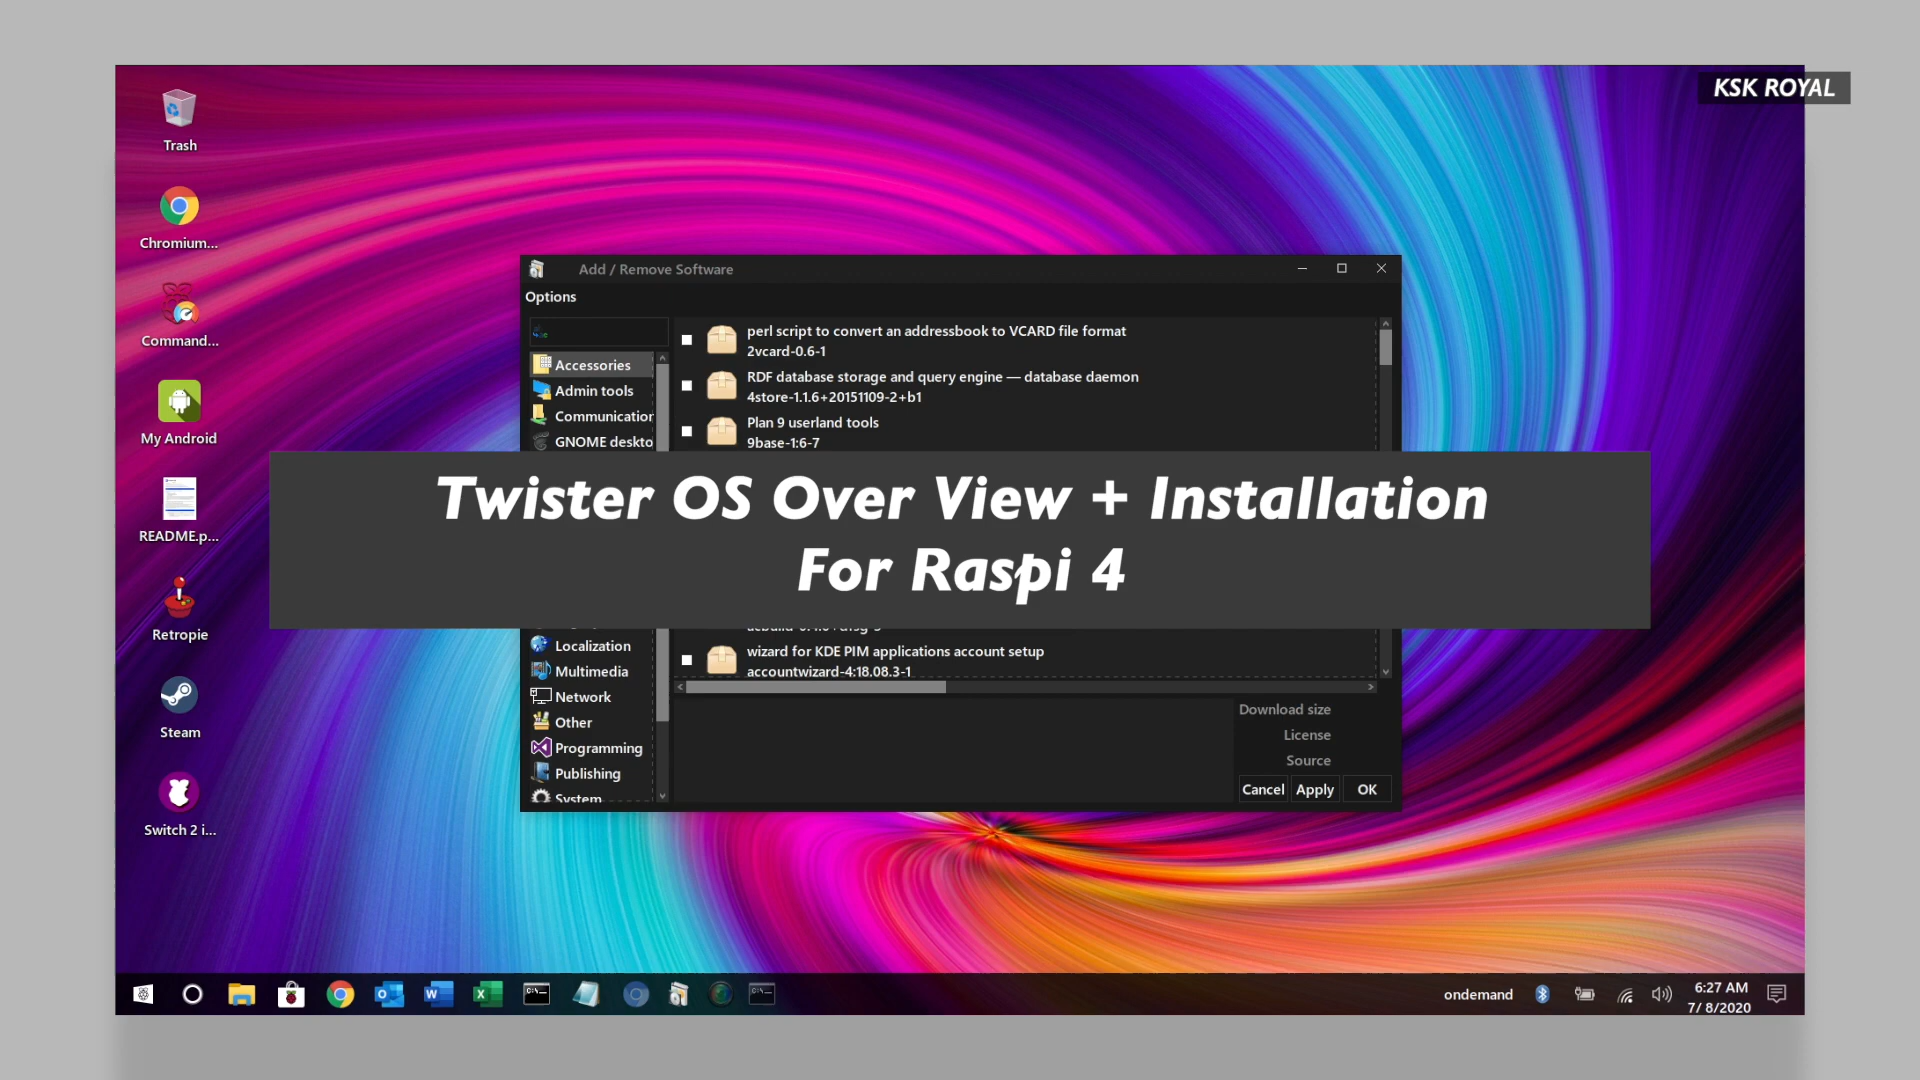 KSK ROYAL
Trash
Chromium...
Command...
My Android
README.p...
Retropie
Steam
Switch 2 i...
Add / Remove Software
Options
Accessories
Admin tools
Communication
GNOME deskto
perl script to convert an addressbook to VCARD file format
2vcard-0.6-1
RDF database storage and query engine — database daemon
4store-1.1.6+20151109-2+b1
Plan 9 userland tools
9base-1:6-7
Twister OS Over View + Installation
For Raspi 4
Localization
Multimedia
Network
Other
Programming
Publishing
System
wizard for KDE PIM applications account setup
accountwizard-4:18.08.3-1
Download size
License
Source
Cancel Apply OK
ondemand
6:27 AM
7/ 8/2020